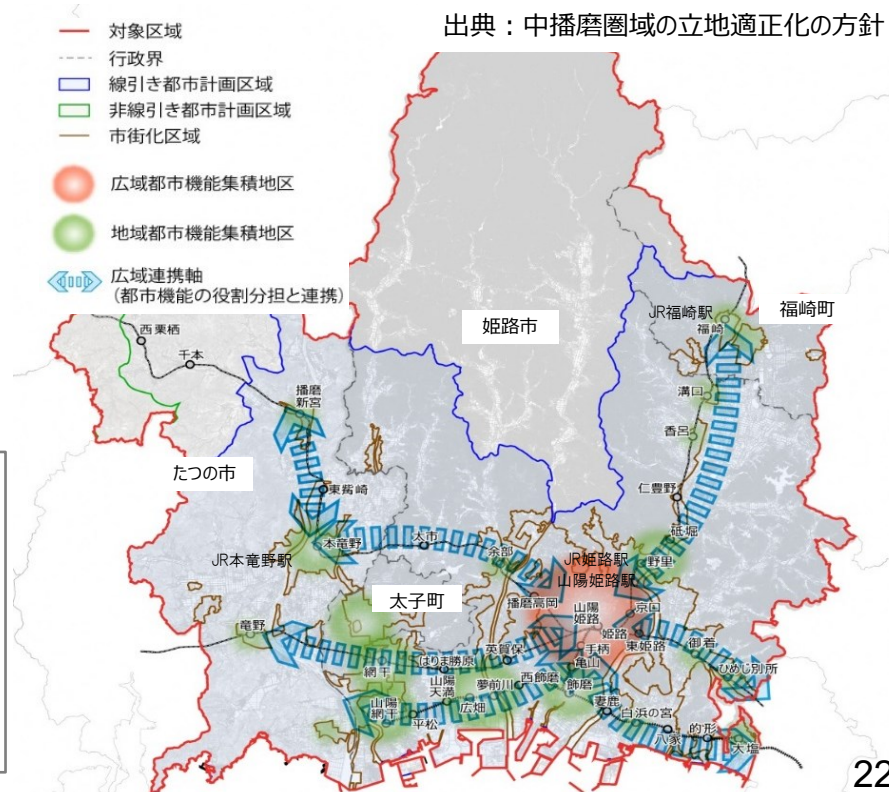 出典：中播磨圏域の立地適正化の方針
対象区域
行政界
線引き都市計画区域
非線引き都市計画区域
市街化区域
広域都市機能集積地区
地域都市機能集積地区
広域連携軸
(都市機能の役割分担と連携)
西栗栖
千本
播磨
新宮
姫路市
JR福崎駅
福崎
福崎町
溝口
香呂
たつの市
東觜崎
仁豊野
砥堀
JR本竜野駅
本竜野
太市
余部
JR姫路駅
山陽姫路駅
野里
太子町
播磨高岡
山陽
姫路
京口
姫路
東姫路
御着
ひめじ別所
竜野
網干
はりま勝原
英賀保
手柄
亀山
山陽
天満
山陽
網干
平松
広畑
夢前川
西飾磨
飾磨
妻鹿
白浜の宮
八家
的形
大塩
22